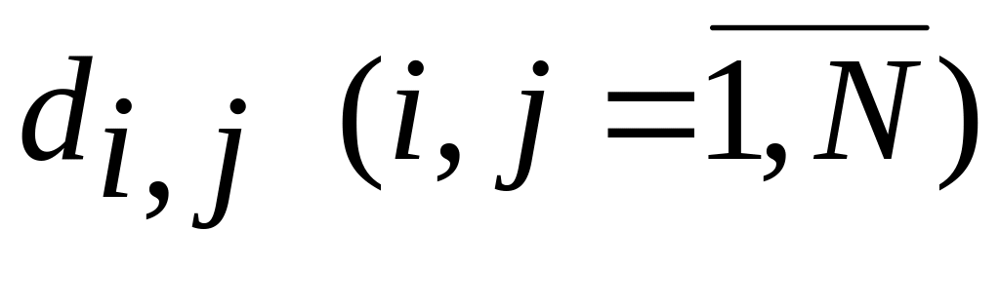 d_{i,j} (i, j = \overline{1, N})